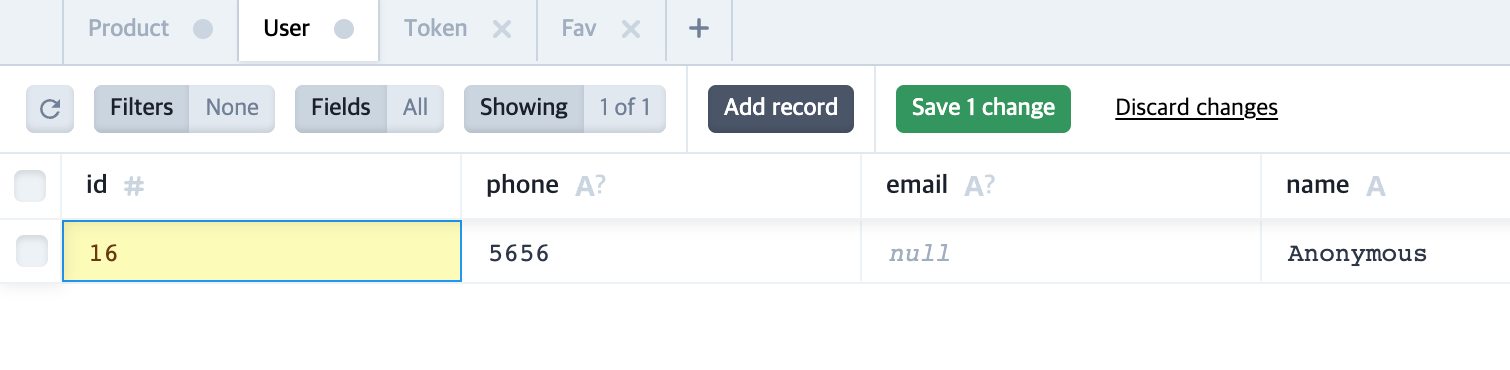 Product User Token Fav +
Filters None Fields All Showing 1 of 1 Add record Save 1 change Discard changes
id # phone A? email A? name A
16 5656 null Anonymous